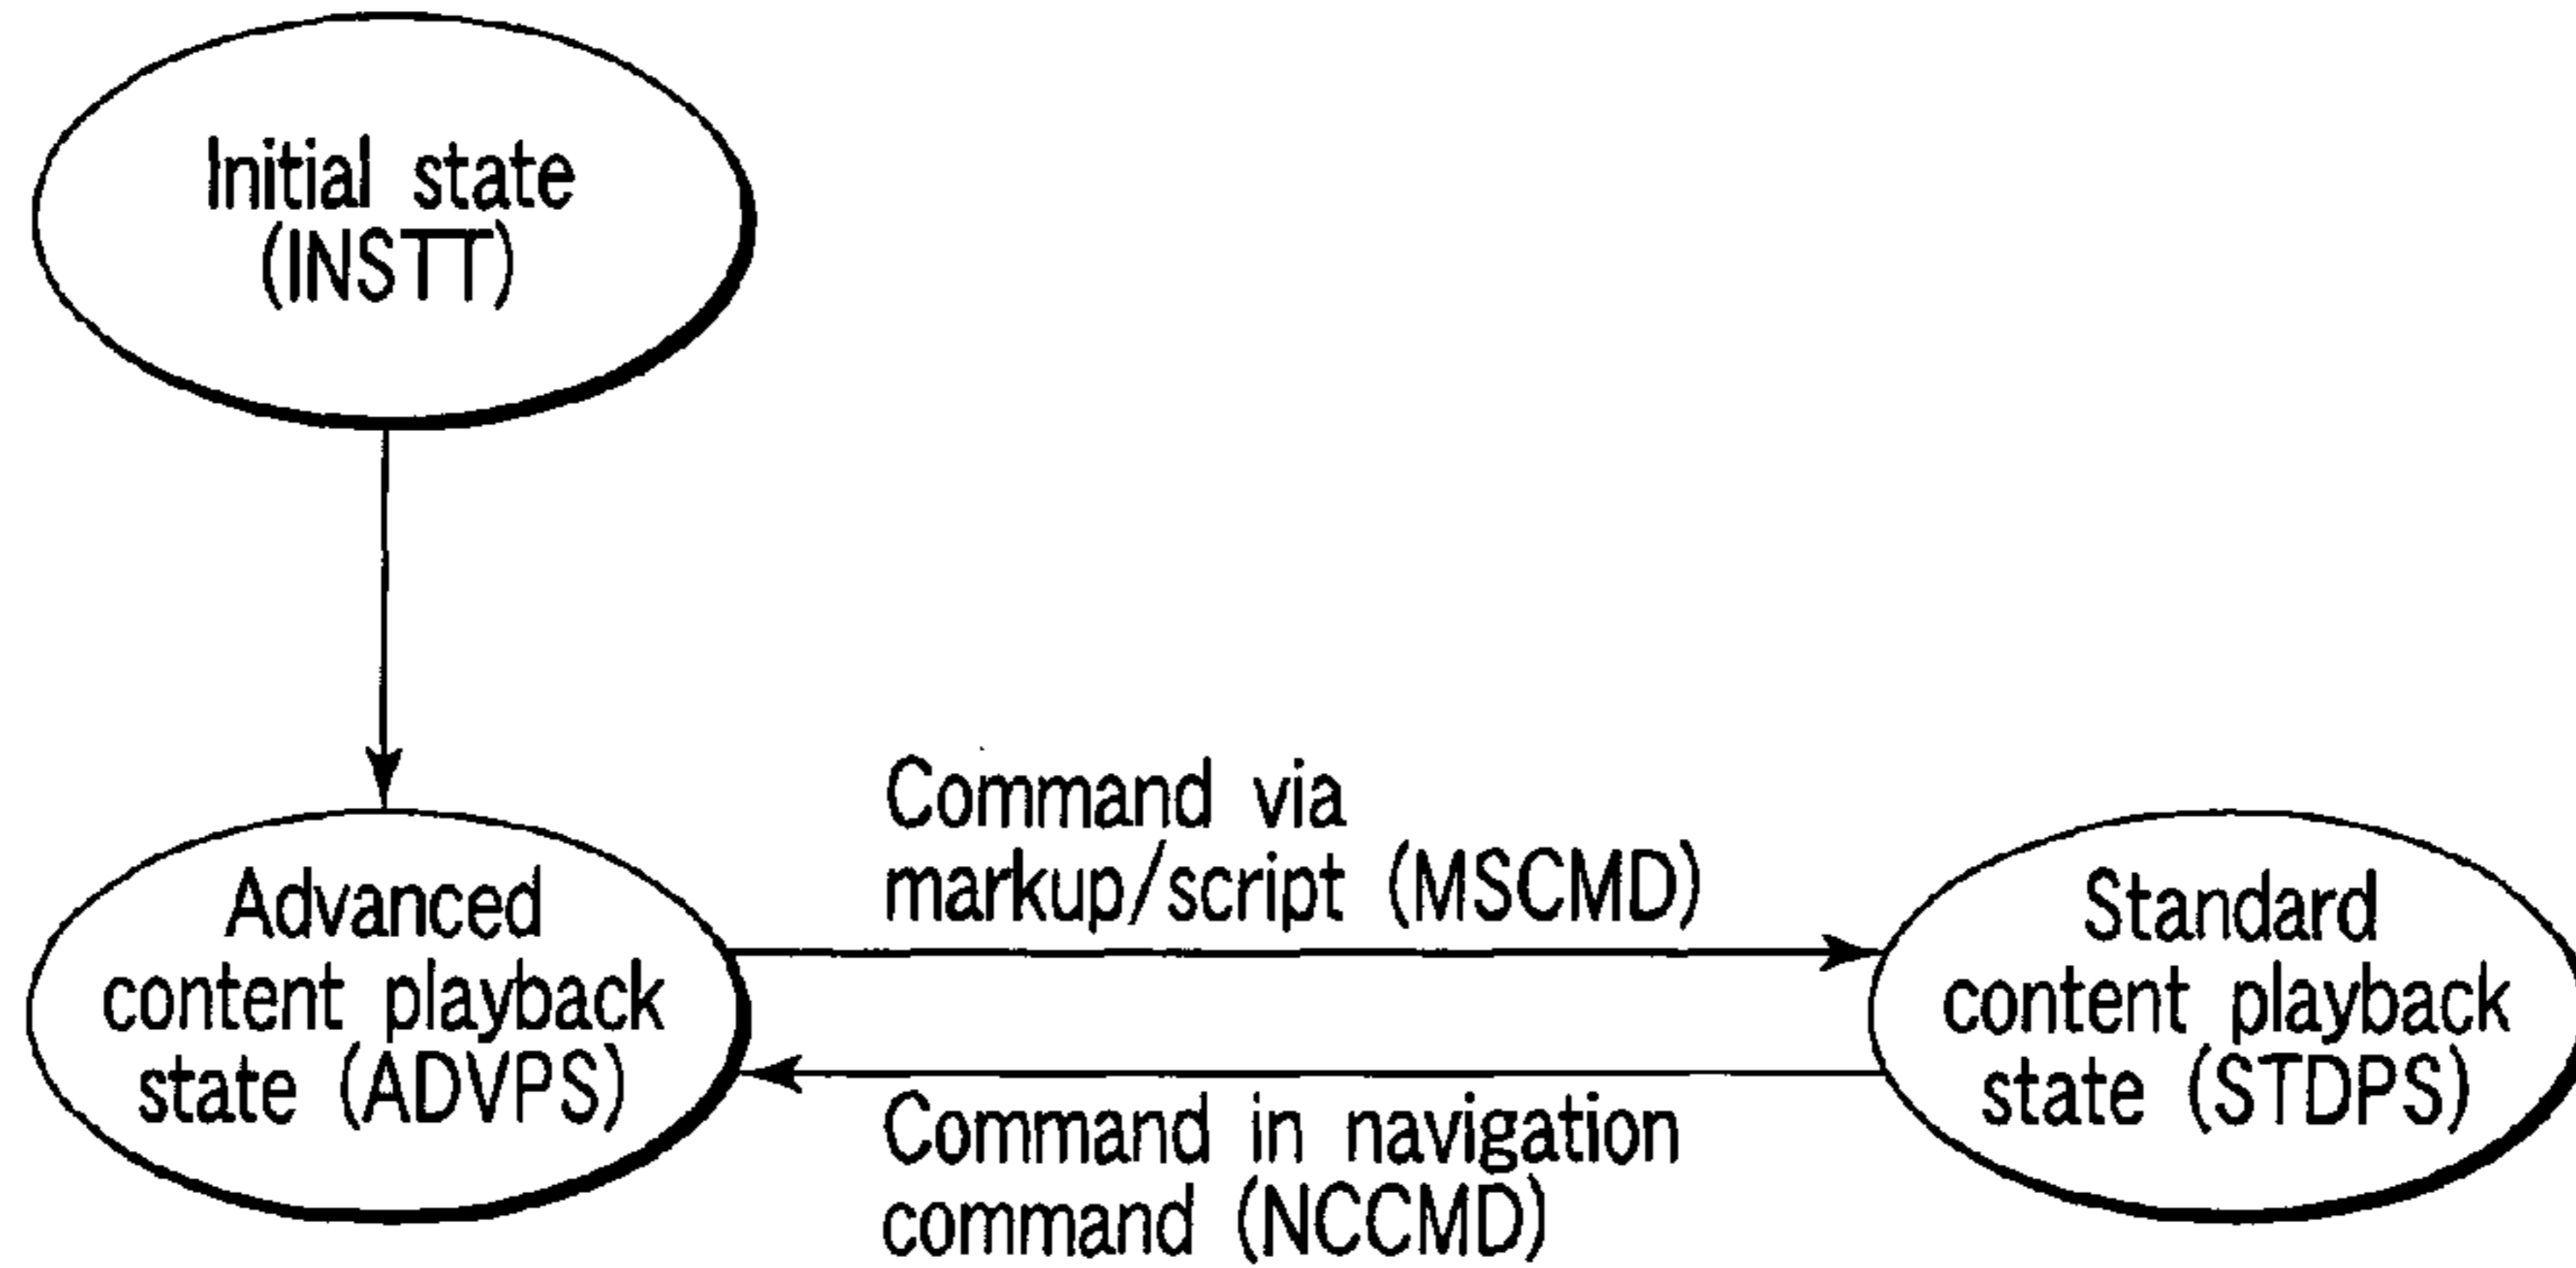 Initial state
(INSTT)
Command via
markup/script (MSCMD)
Advanced
content playback
state (ADVPS)
Standard
content playback
state (STDPS)
Command in navigation
command (NCCMD)